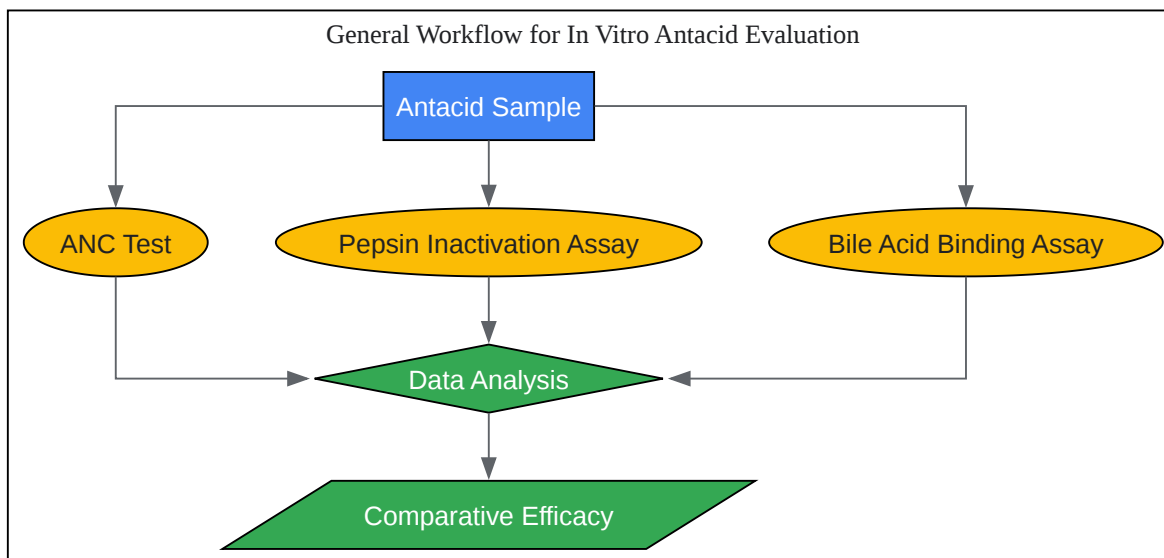 General Workflow for In Vitro Antacid Evaluation
Antacid Sample
ANC Test
Pepsin Inactivation Assay
Bile Acid Binding Assay
Data Analysis
Comparative Efficacy